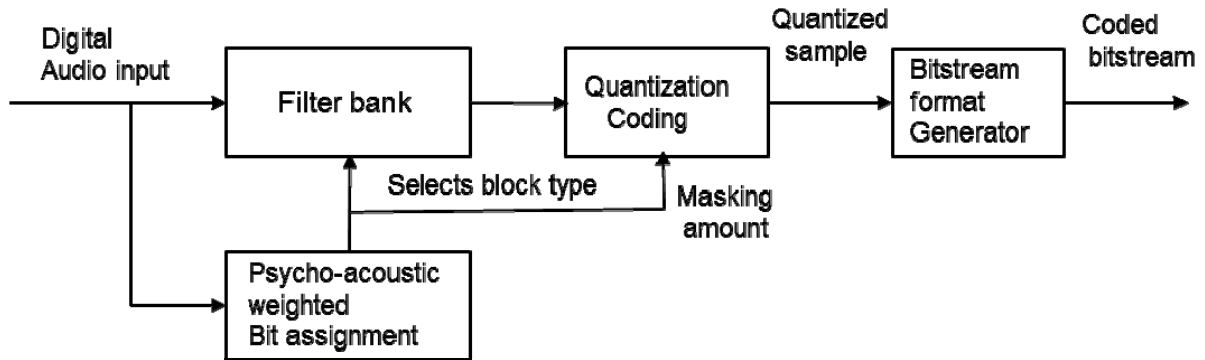 Digital
Audio input
Filter bank
Quantization
Coding
Quantized
sample
Bitstream
format
Generator
Coded
bitstream
Selects block type
Masking
amount
Psycho-acoustic
weighted
Bit assignment